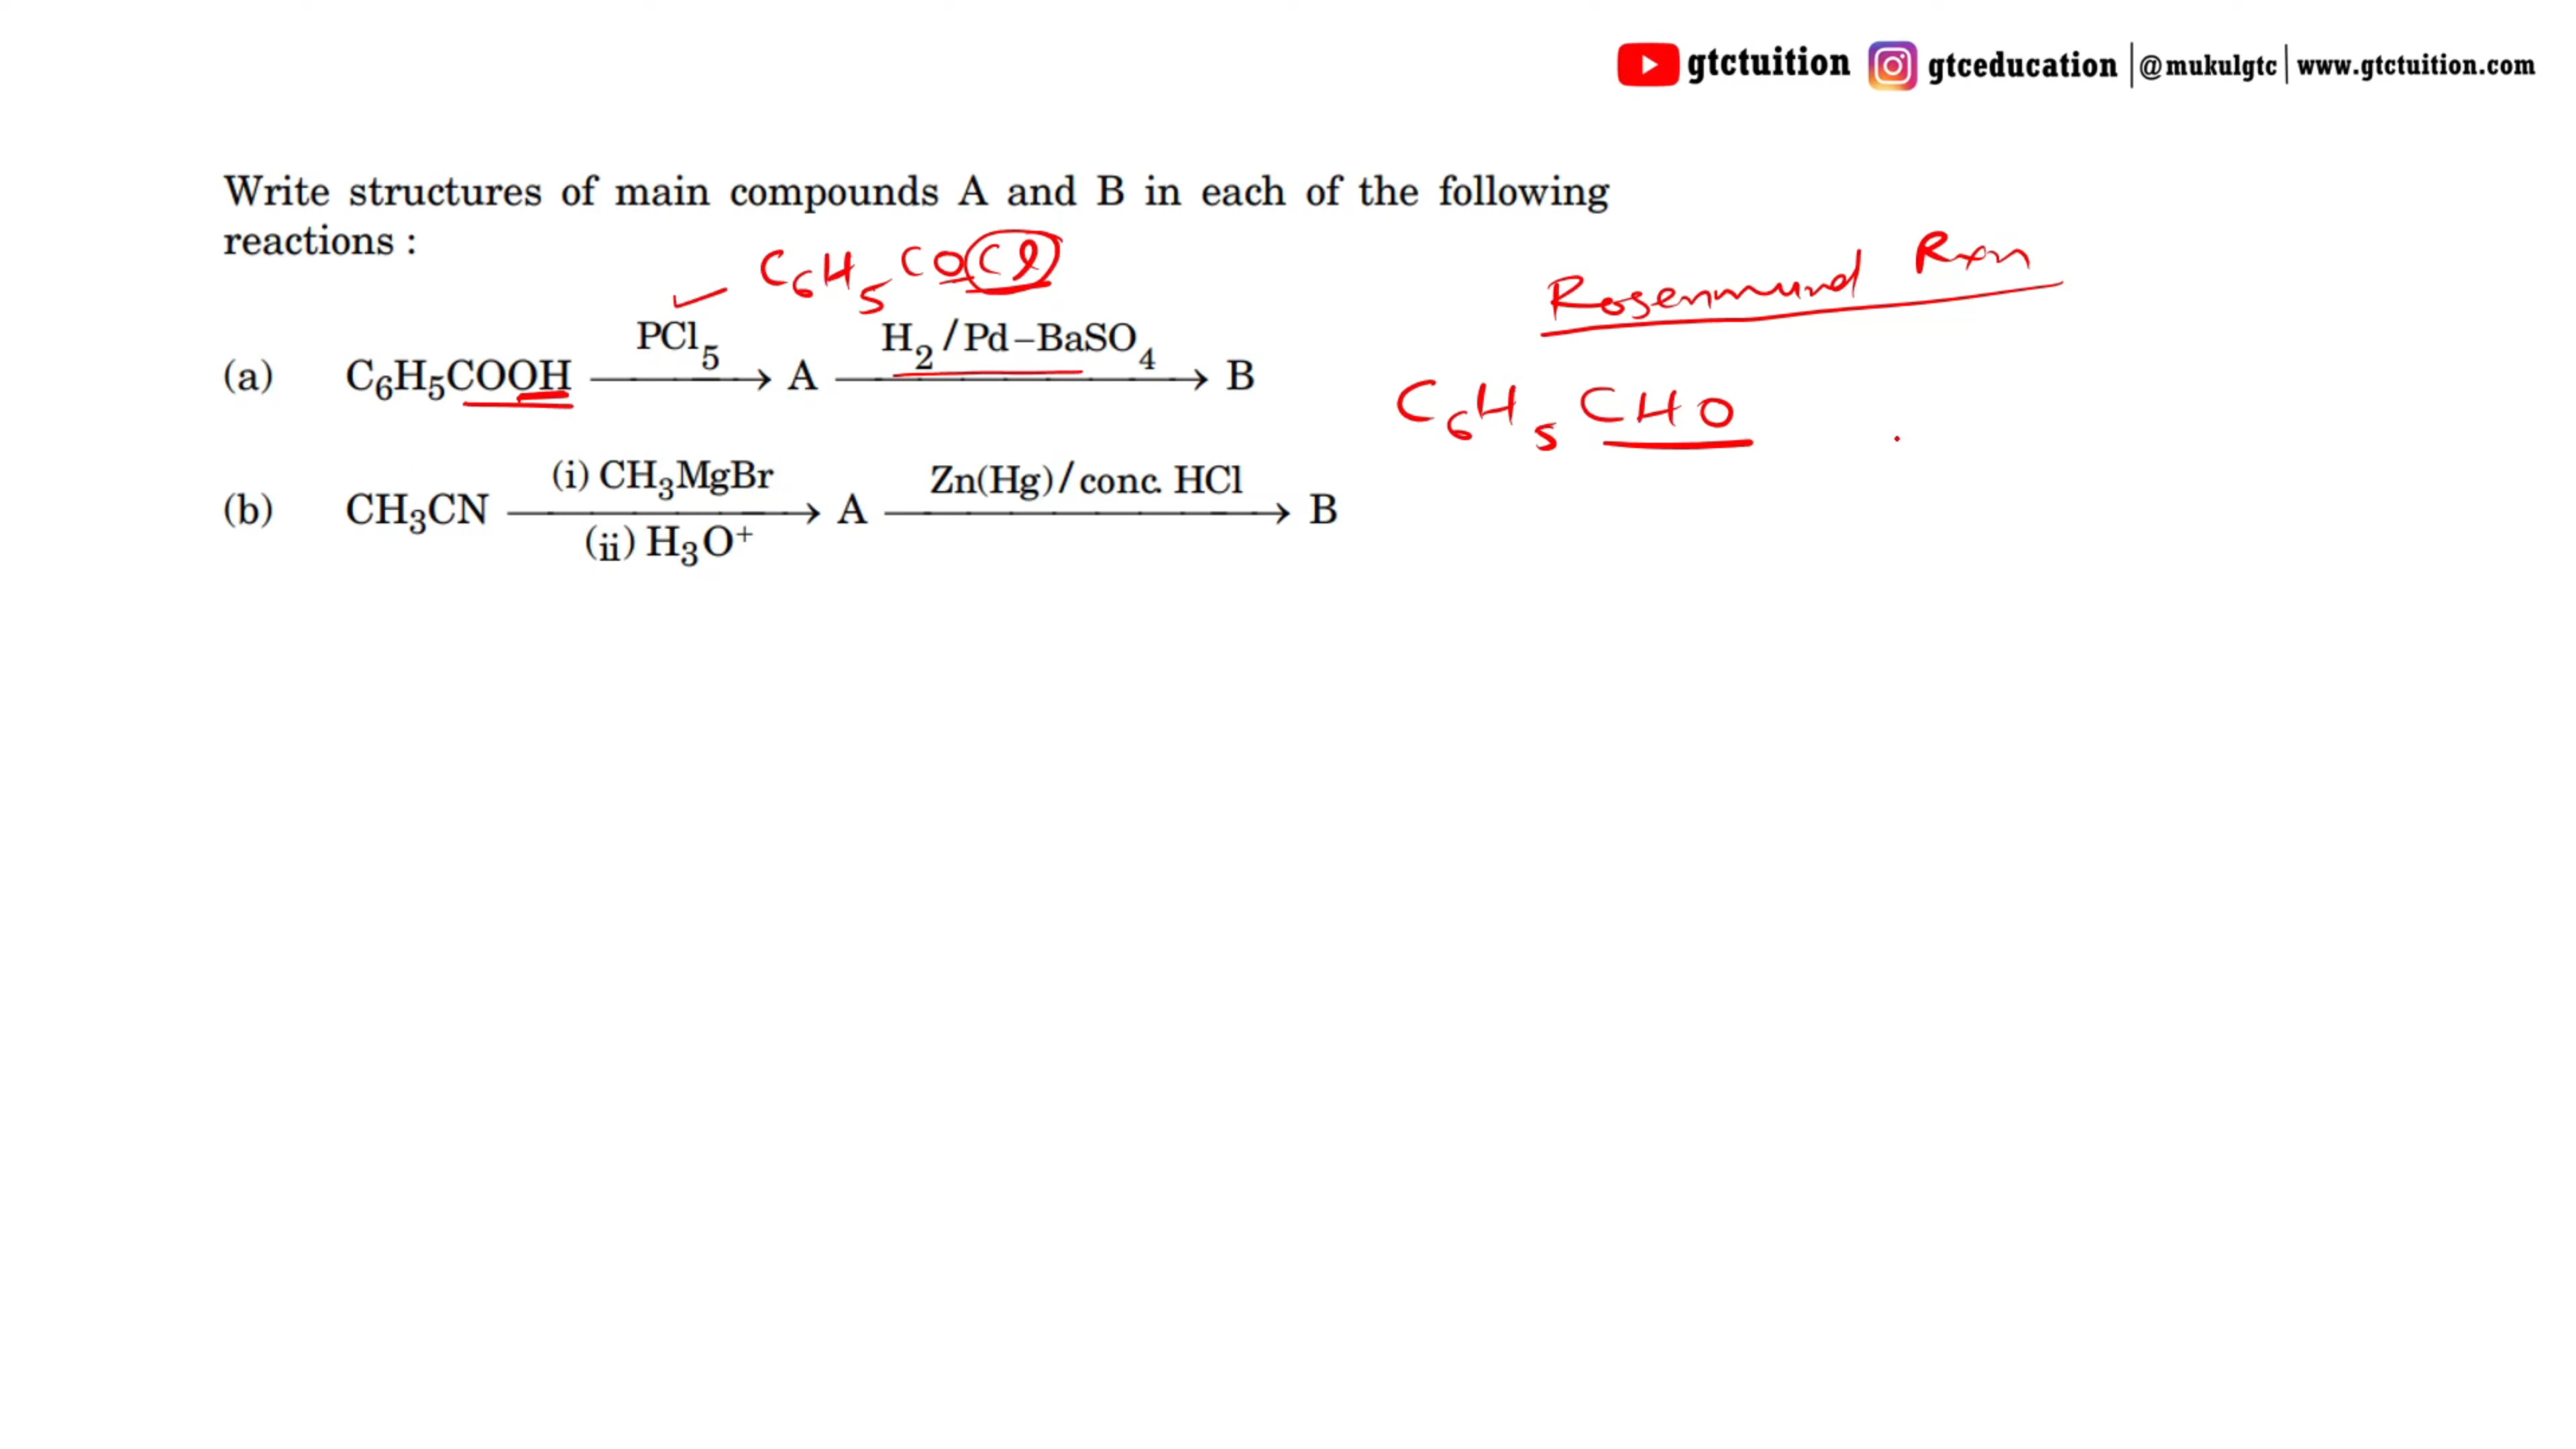 gtctuition gtceducation | @mukulgtc | www.gtctuition.com
Write structures of main compounds A and B in each of the following
reactions :
C₆H₅COCl
Rosenmund Rxn
(a) C₆H₅COOH PCl₅ → A H₂/Pd–BaSO₄ → B
C₆H₅CHO
(b) CH₃CN (i) CH₃MgBr (ii) H₃O⁺ → A Zn(Hg)/conc. HCl → B